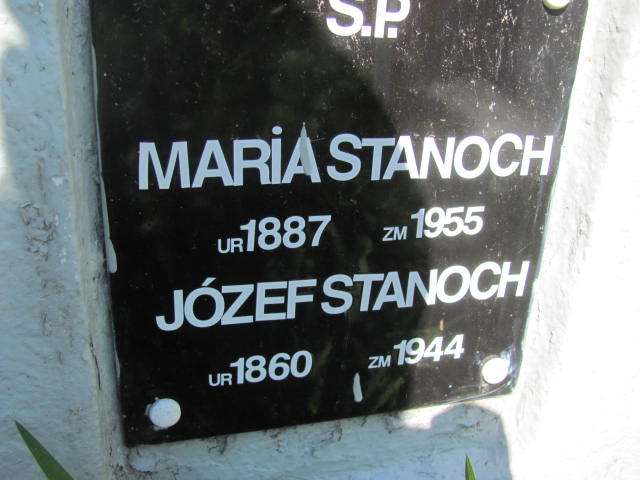 S.P.
MARIA STANOCH
UR 1887 ZM 1955
JÓZEF STANOCH
UR 1860 ZM 1944